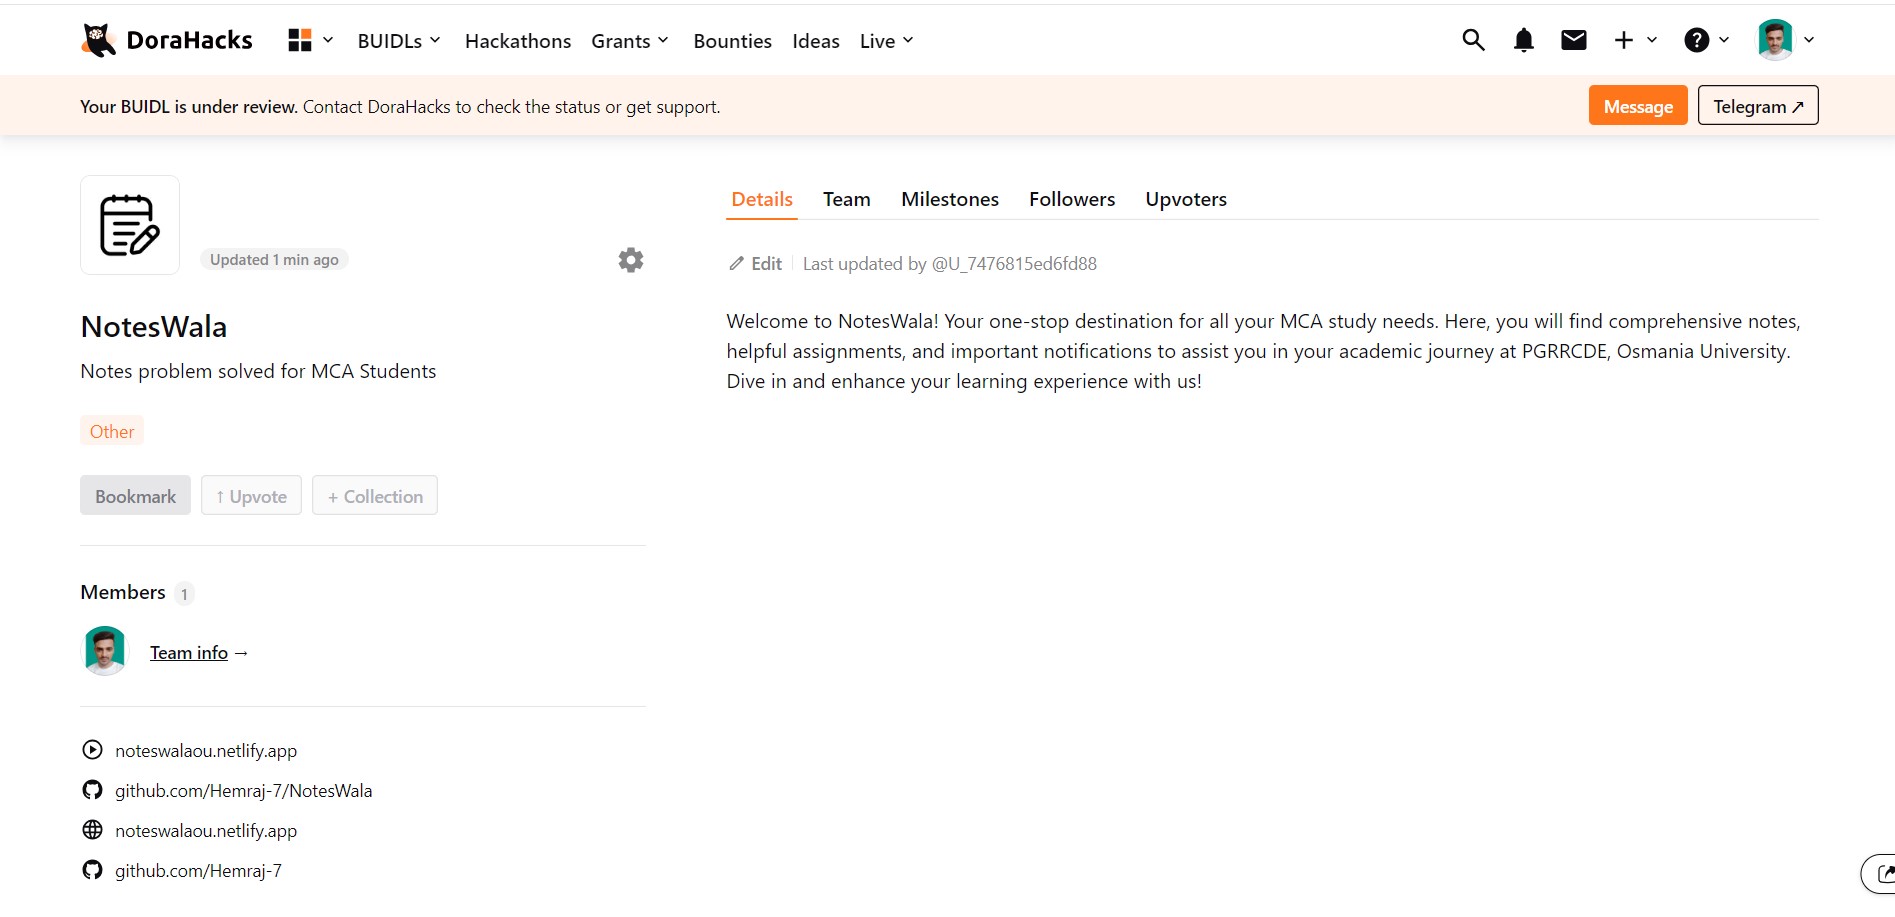 DoraHacks
BUIDLs
Hackathons
Grants
Bounties
Ideas
Live
Your BUIDL is under review. Contact DoraHacks to check the status or get support.
Message
Telegram ↗
Updated 1 min ago
NotesWala
Notes problem solved for MCA Students
Other
Bookmark
↑ Upvote
+ Collection
Members 1
Team info →
noteswalaou.netlify.app
github.com/Hemraj-7/NotesWala
noteswalaou.netlify.app
github.com/Hemraj-7
Details
Team
Milestones
Followers
Upvoters
Edit
Last updated by @U_7476815ed6fd88
Welcome to NotesWala! Your one-stop destination for all your MCA study needs. Here, you will find comprehensive notes,
helpful assignments, and important notifications to assist you in your academic journey at PGRRCDE, Osmania University.
Dive in and enhance your learning experience with us!